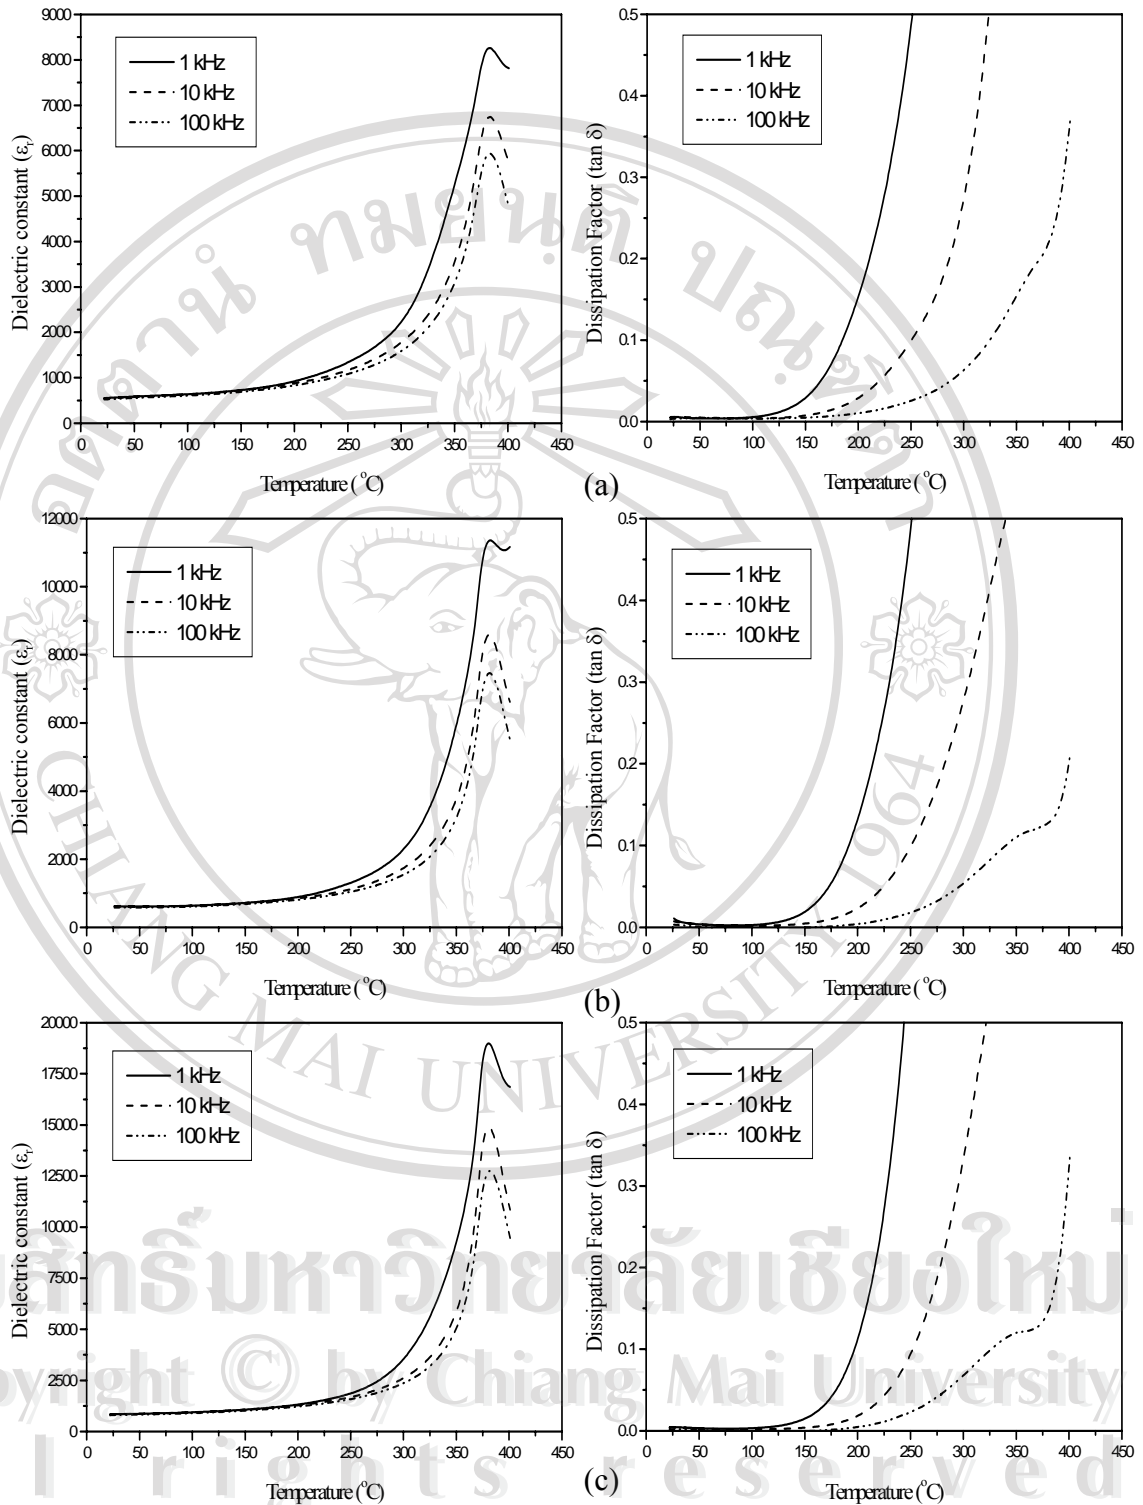 9000
8000
7000
6000
5000
4000
3000
2000
1000
0
Dielectric constant (εr)
1 kHz
10 kHz
100 kHz
0 50 100 150 200 250 300 350 400 450
Temperature (°C)
0.5
0.4
0.3
0.2
0.1
0.0
Dissipation Factor (tan δ)
1 kHz
10 kHz
100 kHz
0 50 100 150 200 250 300 350 400 450
Temperature (°C)
(a)
12000
10000
8000
6000
4000
2000
0
Dielectric constant (εr)
1 kHz
10 kHz
100 kHz
0 50 100 150 200 250 300 350 400 450
Temperature (°C)
0.5
0.4
0.3
0.2
0.1
0.0
Dissipation Factor (tan δ)
1 kHz
10 kHz
100 kHz
0 50 100 150 200 250 300 350 400 450
Temperature (°C)
(b)
20000
17500
15000
12500
10000
7500
5000
2500
0
Dielectric constant (εr)
1 kHz
10 kHz
100 kHz
0 50 100 150 200 250 300 350 400 450
Temperature (°C)
0.5
0.4
0.3
0.2
0.1
0.0
Dissipation Factor (tan δ)
1 kHz
10 kHz
100 kHz
0 50 100 150 200 250 300 350 400 450
Temperature (°C)
(c)
CHIANG MAI UNIVERSITY 1964
สิทธิ์มหาวิทยาลัยเชียงใหม่
pyright © by Chiang Mai University
l rights reserved